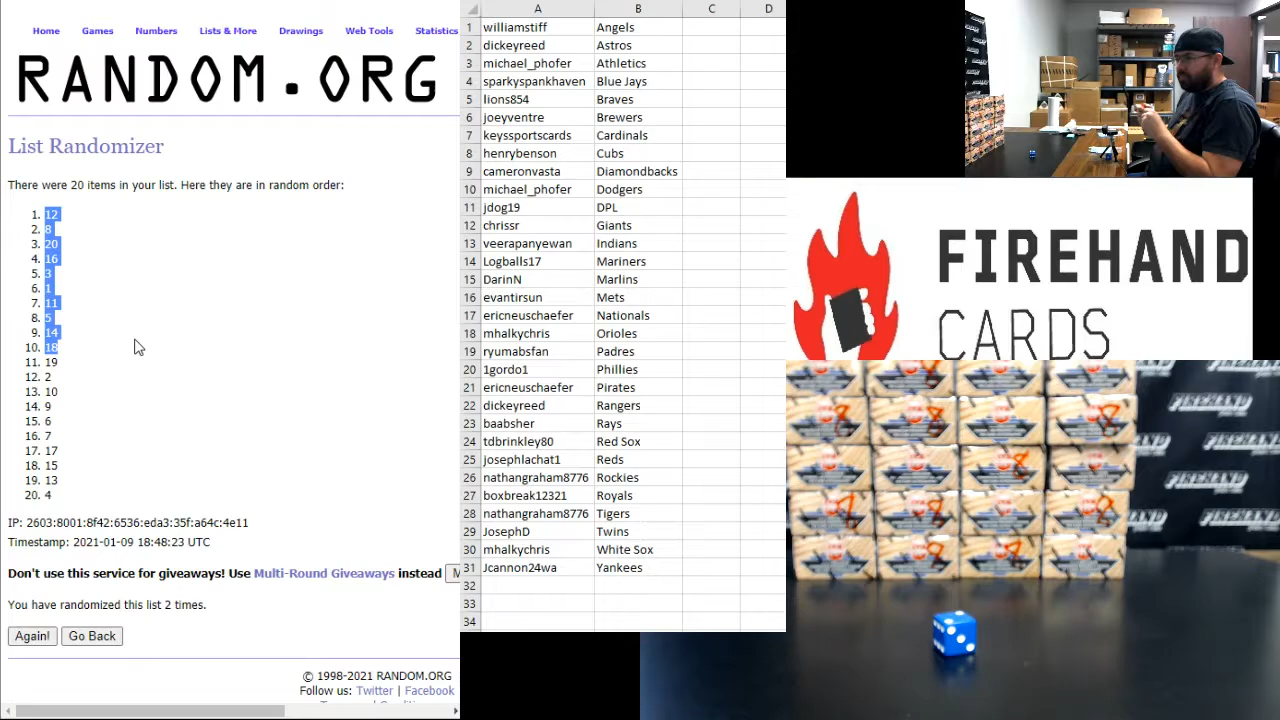 Home Games Numbers Lists & More Drawings Web Tools Statistics
RANDOM.ORG
List Randomizer
There were 20 items in your list. Here they are in random order:
1. 12
2. 8
3. 20
4. 16
5. 3
6. 1
7. 11
8. 5
9. 14
10. 18
11. 19
12. 2
13. 10
14. 9
15. 6
16. 7
17. 17
18. 15
19. 13
20. 4
IP: 2603:8001:8f42:6536:eda3:35f:a64c:4e11
Timestamp: 2021-01-09 18:48:23 UTC
Don't use this service for giveaways! Use Multi-Round Giveaways instead
You have randomized this list 2 times.
Again! Go Back
© 1998-2021 RANDOM.ORG
Follow us: Twitter | Facebook
A B C D
1 williamstiff Angels
2 dickeyreed Astros
3 michael_phofer Athletics
4 sparkyspankhaven Blue Jays
5 lions854 Braves
6 joeyventre Brewers
7 keyssportscards Cardinals
8 henrybenson Cubs
9 cameronvasta Diamondbacks
10 michael_phofer Dodgers
11 jdog19 DPL
12 chrissr Giants
13 veerapanyewan Indians
14 Logballs17 Mariners
15 DarinN Marlins
16 evantirsun Mets
17 ericneuschaefer Nationals
18 mhalkychris Orioles
19 ryumabsfan Padres
20 1gordo1 Phillies
21 ericneuschaefer Pirates
22 dickeyreed Rangers
23 baabsher Rays
24 tdbrinkley80 Red Sox
25 josephlachat1 Reds
26 nathangraham8776 Rockies
27 boxbreak12321 Royals
28 nathangraham8776 Tigers
29 JosephD Twins
30 mhalkychris White Sox
31 Jcannon24wa Yankees
32
33
34
FIREHAND
CARDS
FIREHAND
FIREHAND